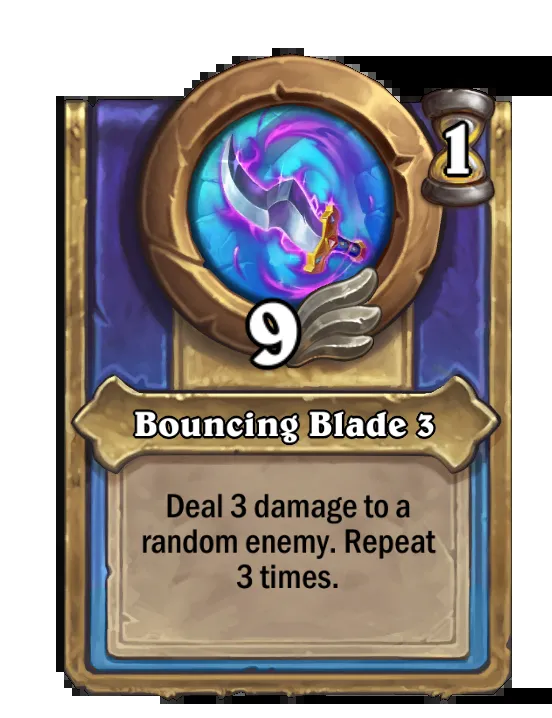 1
9
Bouncing Blade 3
Deal 3 damage to a
random enemy. Repeat
3 times.